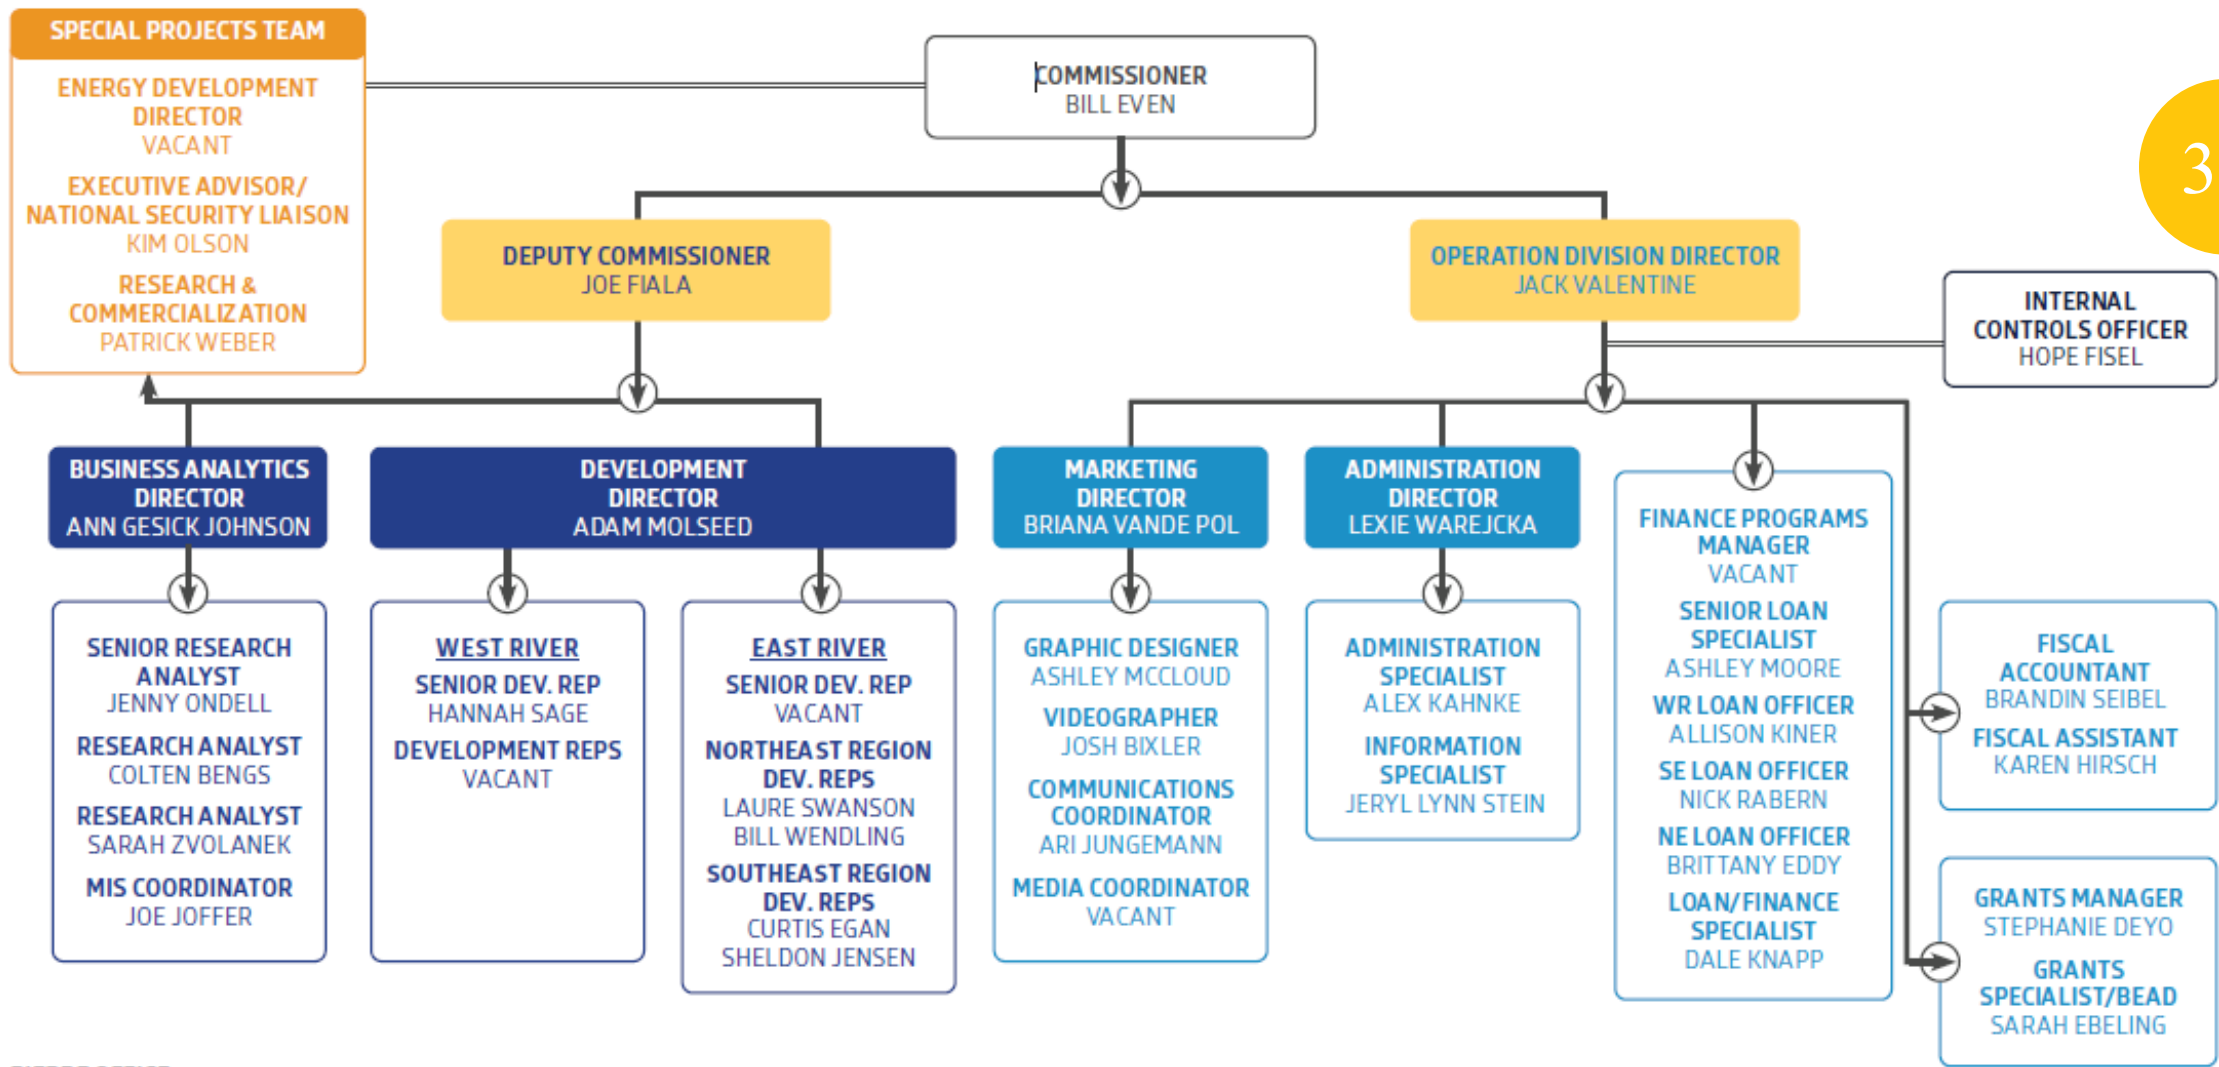 SPECIAL PROJECTS TEAM
ENERGY DEVELOPMENT
DIRECTOR
VACANT
EXECUTIVE ADVISOR/
NATIONAL SECURITY LIAISON
KIM OLSON
RESEARCH &
COMMERCIALIZATION
PATRICK WEBER
COMMISSIONER
BILL EVEN
3
DEPUTY COMMISSIONER
JOE FIALA
OPERATION DIVISION DIRECTOR
JACK VALENTINE
INTERNAL
CONTROLS OFFICER
HOPE FISEL
BUSINESS ANALYTICS
DIRECTOR
ANN GESICK JOHNSON
DEVELOPMENT
DIRECTOR
ADAM MOLSEED
MARKETING
DIRECTOR
BRIANA VANDE POL
ADMINISTRATION
DIRECTOR
LEXIE WAREJCKA
SENIOR RESEARCH
ANALYST
JENNY ONDELL
RESEARCH ANALYST
COLTEN BENGS
RESEARCH ANALYST
SARAH ZVOLANEK
MIS COORDINATOR
JOE JOFFER
WEST RIVER
SENIOR DEV. REP
HANNAH SAGE
DEVELOPMENT REPS
VACANT
EAST RIVER
SENIOR DEV. REP
VACANT
NORTHEAST REGION
DEV. REPS
LAURE SWANSON
BILL WENDLING
SOUTHEAST REGION
DEV. REPS
CURTIS EGAN
SHELDON JENSEN
GRAPHIC DESIGNER
ASHLEY MCCLOUD
VIDEOGRAPHER
JOSH BIXLER
COMMUNICATIONS
COORDINATOR
ARI JUNGEMANN
MEDIA COORDINATOR
VACANT
ADMINISTRATION
SPECIALIST
ALEX KAHNKE
INFORMATION
SPECIALIST
JERYL LYNN STEIN
FINANCE PROGRAMS
MANAGER
VACANT
SENIOR LOAN
SPECIALIST
ASHLEY MOORE
WR LOAN OFFICER
ALLISON KINER
SE LOAN OFFICER
NICK RABERN
NE LOAN OFFICER
BRITTANY EDDY
LOAN/FINANCE
SPECIALIST
DALE KNAPP
FISCAL
ACCOUNTANT
BRANDIN SEIBEL
FISCAL ASSISTANT
KAREN HIRSCH
GRANTS MANAGER
STEPHANIE DEYO
GRANTS
SPECIALIST/BEAD
SARAH EBELING